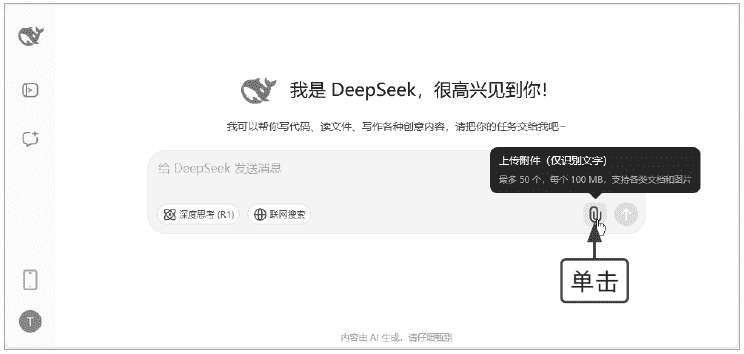 我是 DeepSeek，很高兴见到你！
我可以帮你写代码、读文件、写作各种创意内容，请把你的任务交给我吧~
给 DeepSeek 发送消息
上传附件（仅识别文字）
最多 50 个，每个 100 MB，支持各类文档和图片
深度思考 (R1)
联网搜索
单击
T
内容由 AI 生成，请仔细甄别